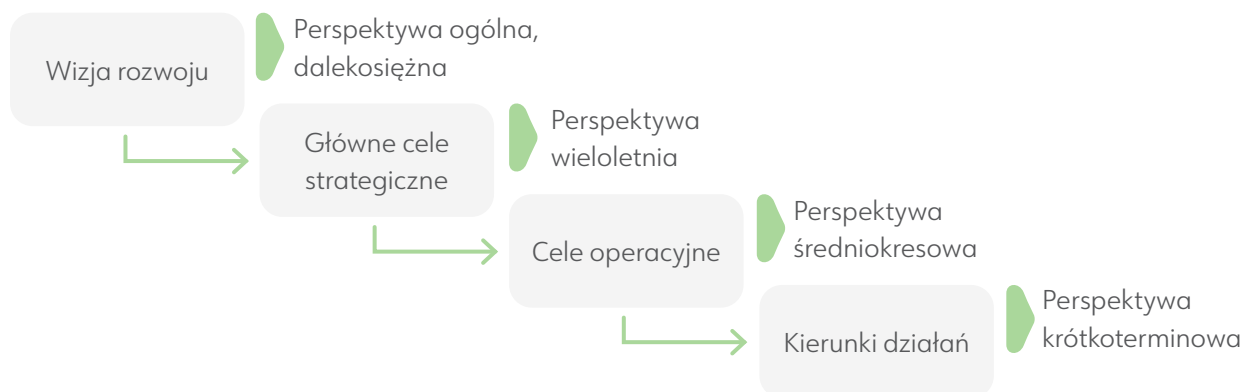 Wizja rozwoju
Perspektywa ogólna,
dalekosiężna
Główne cele
strategiczne
Perspektywa
wieloletnia
Cele operacyjne
Perspektywa
średniokresowa
Kierunki działań
Perspektywa
krótkoterminowa